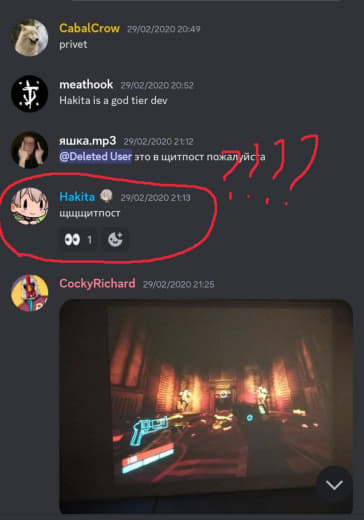 CabalCrow 29/02/2020 20:49
privet
meathook 29/02/2020 20:52
Hakita is a god tier dev
яшка.mp3 29/02/2020 21:12
@Deleted User это в щитпост пожалуйста
????
Hakita 29/02/2020 21:13
щщщитпост
1
CockyRichard 29/02/2020 21:25